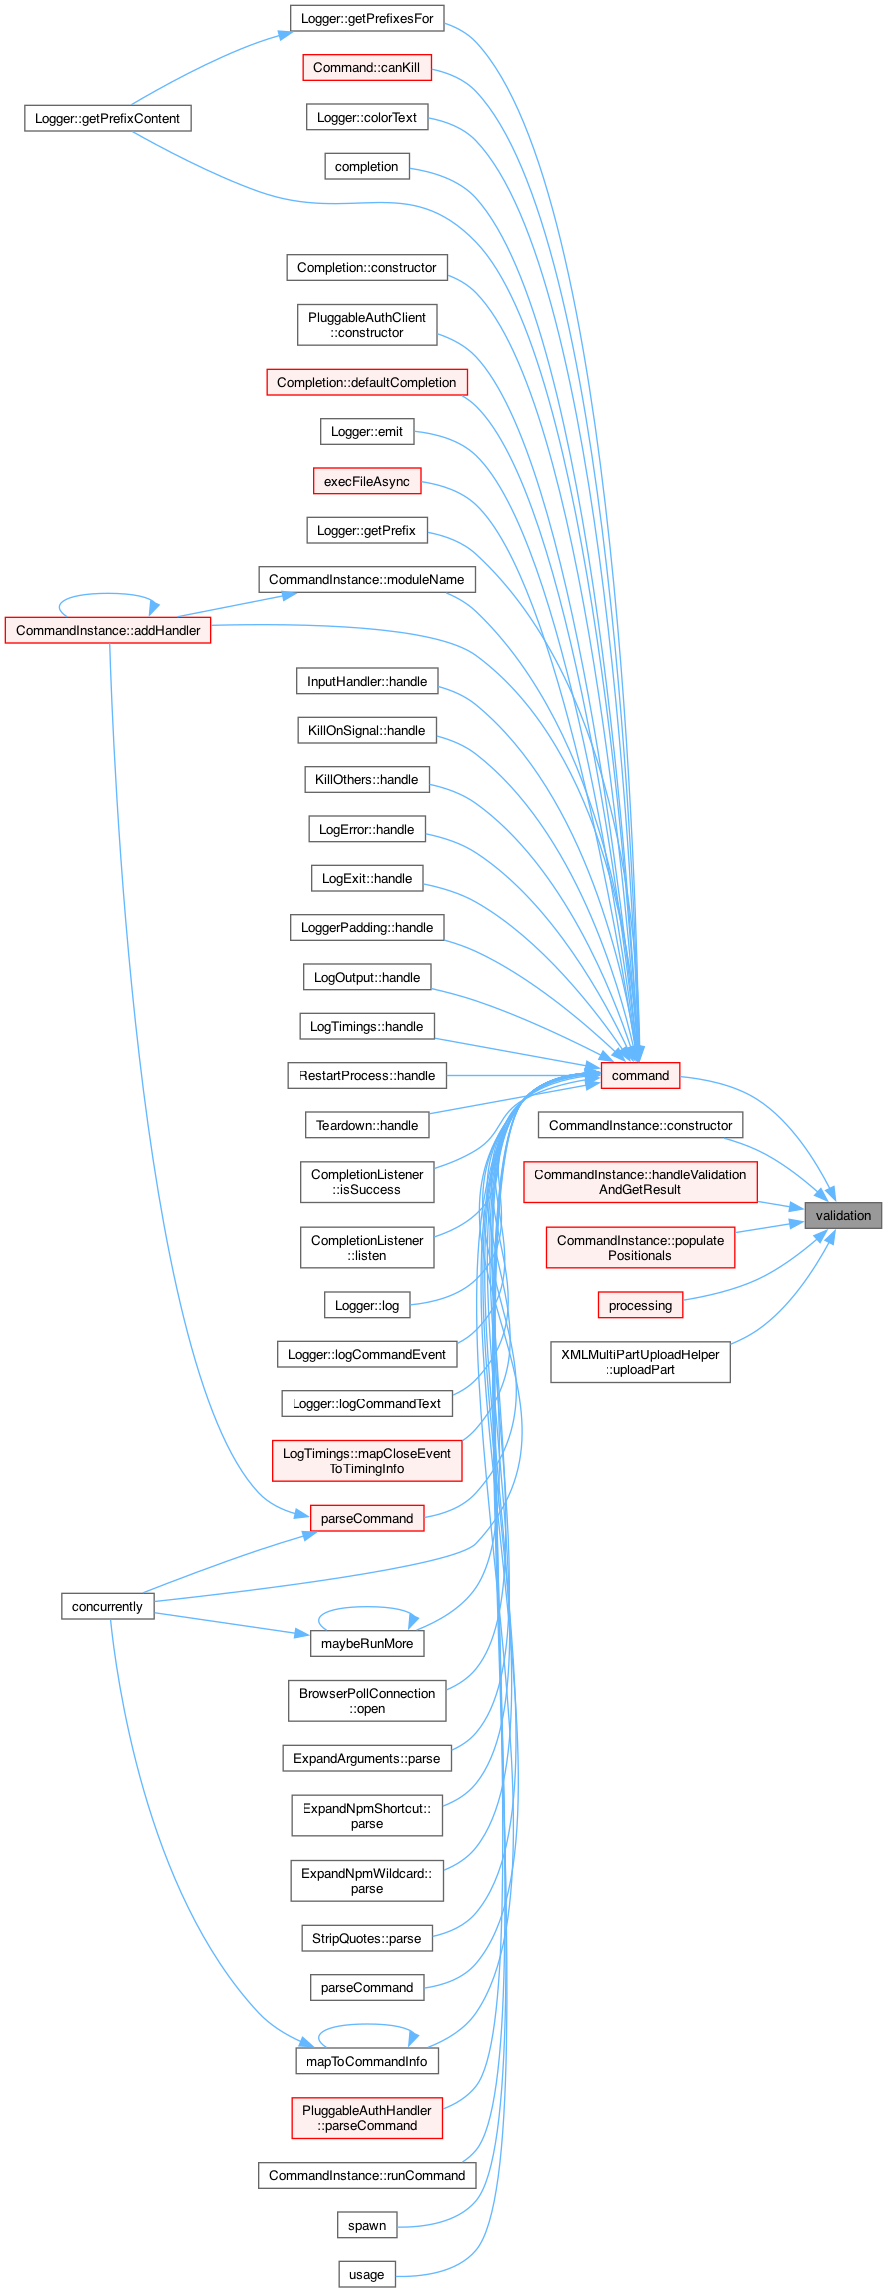 Logger::getPrefixesFor
Command::canKill
Logger::getPrefixContent
Logger::colorText
completion
Completion::constructor
PluggableAuthClient
::constructor
Completion::defaultCompletion
Logger::emit
execFileAsync
Logger::getPrefix
CommandInstance::moduleName
CommandInstance::addHandler
InputHandler::handle
KillOnSignal::handle
KillOthers::handle
LogError::handle
LogExit::handle
LoggerPadding::handle
LogOutput::handle
LogTimings::handle
RestartProcess::handle
command
Teardown::handle
CommandInstance::constructor
CompletionListener
::isSuccess
CommandInstance::handleValidation
AndGetResult
validation
CompletionListener
::listen
CommandInstance::populate
Positionals
Logger::log
processing
Logger::logCommandEvent
XMLMultiPartUploadHelper
::uploadPart
Logger::logCommandText
LogTimings::mapCloseEvent
ToTimingInfo
parseCommand
concurrently
maybeRunMore
BrowserPollConnection
::open
ExpandArguments::parse
ExpandNpmShortcut::
parse
ExpandNpmWildcard::
parse
StripQuotes::parse
parseCommand
mapToCommandInfo
PluggableAuthHandler
::parseCommand
CommandInstance::runCommand
spawn
usage